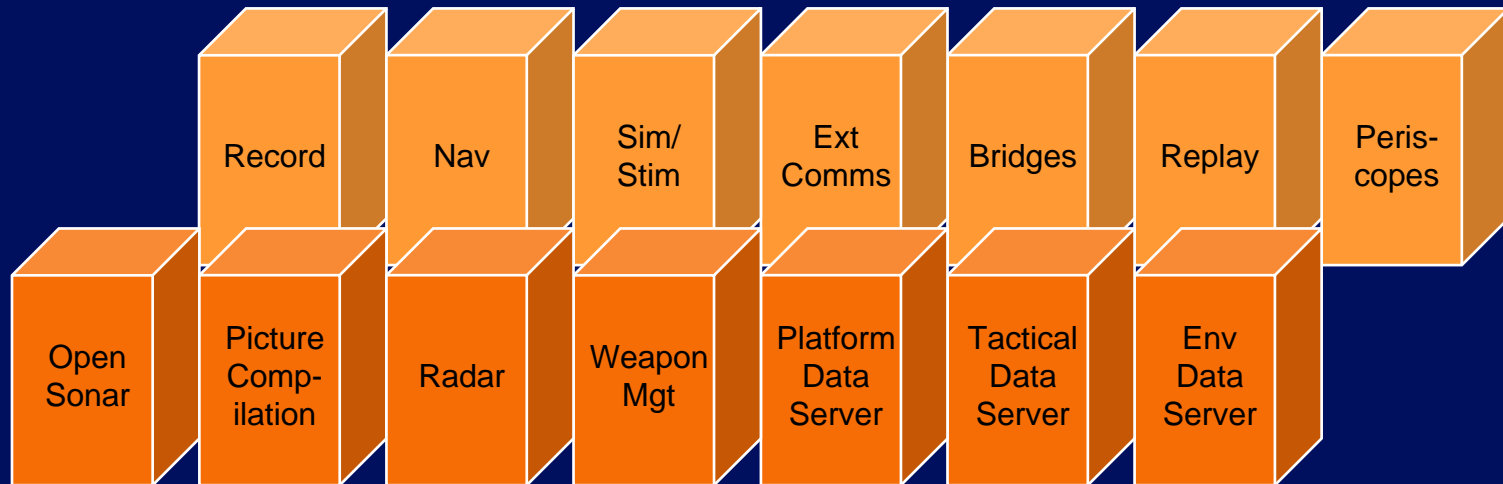 Record
Nav
Sim/
Stim
Ext
Comms
Bridges
Replay
Peris-
copes
Open
Sonar
Picture
Comp-
ilation
Radar
Weapon
Mgt
Platform
Data
Server
Tactical
Data
Server
Env
Data
Server